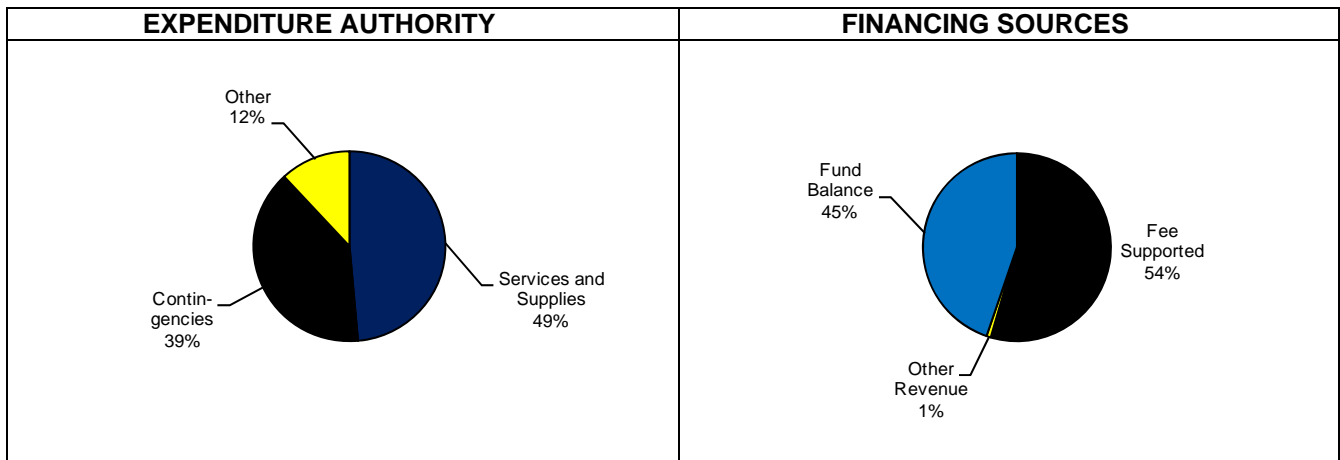 EXPENDITURE AUTHORITY
Other
12%
Contin-
gencies
39%
Services and
Supplies
49%
FINANCING SOURCES
Fund
Balance
45%
Fee
Supported
54%
Other
Revenue
1%